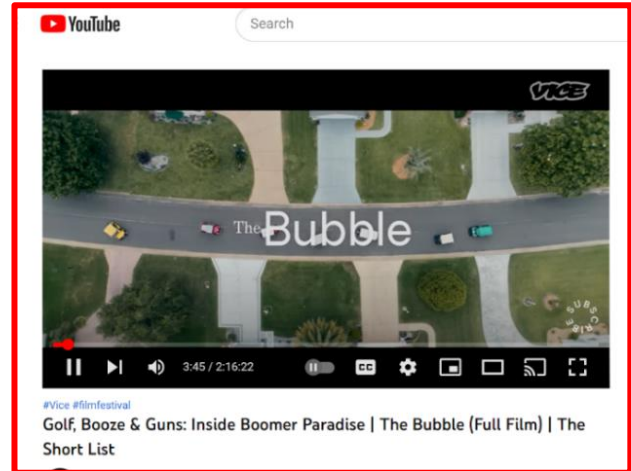 YouTube
Search
VICE
The Bubble
SUBSCRIBE
3:45 / 2:16:22
CC
#Vice #filmfestival
Golf, Booze & Guns: Inside Boomer Paradise | The Bubble (Full Film) | The
Short List